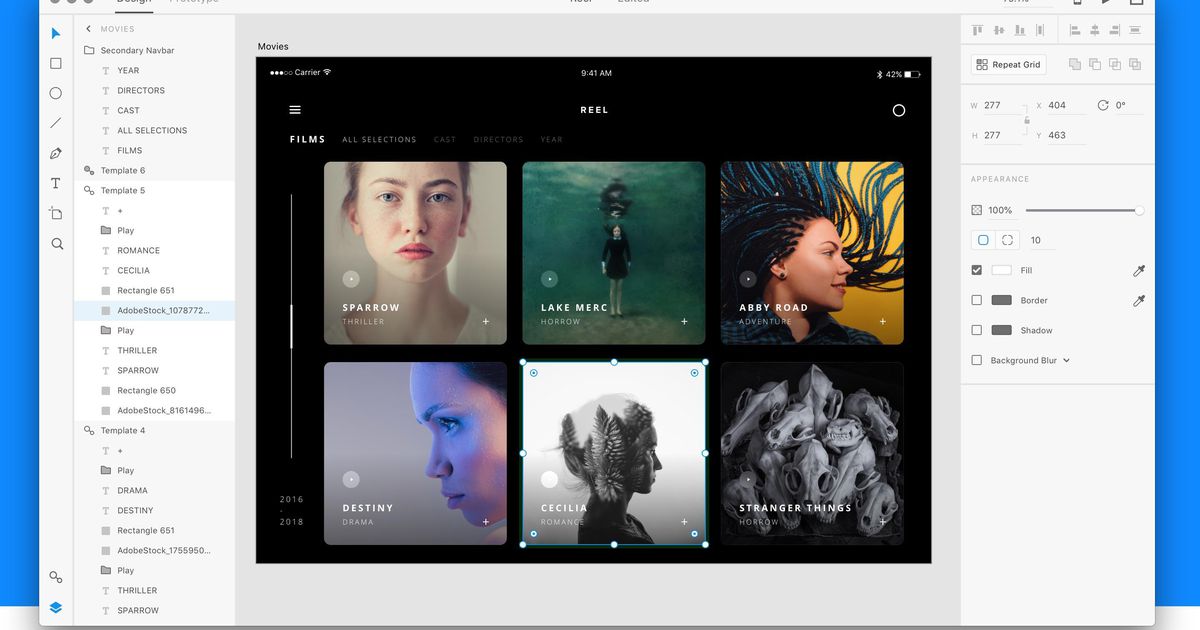 Design Prototype
Reel Edited
MOVIES
Secondary Navbar
YEAR
DIRECTORS
CAST
ALL SELECTIONS
FILMS
Template 6
Template 5
+
Play
ROMANCE
CECILIA
Rectangle 651
AdobeStock_1078772...
Play
THRILLER
SPARROW
Rectangle 650
AdobeStock_8161496...
Template 4
+
Play
DRAMA
DESTINY
Rectangle 651
AdobeStock_1755950...
Play
THRILLER
SPARROW
Movies
Carrier 9:41 AM 42%
REEL
FILMS ALL SELECTIONS CAST DIRECTORS YEAR
SPARROW
THRILLER +
LAKE MERC
HORROW +
ABBY ROAD
ADVENTURE +
2016
-
2018
DESTINY
DRAMA +
CECILIA
ROMANCE +
STRANGER THINGS
HORROW +
Repeat Grid
W 277 X 404 0°
H 277 Y 463
APPEARANCE
100%
10
Fill
Border
Shadow
Background Blur